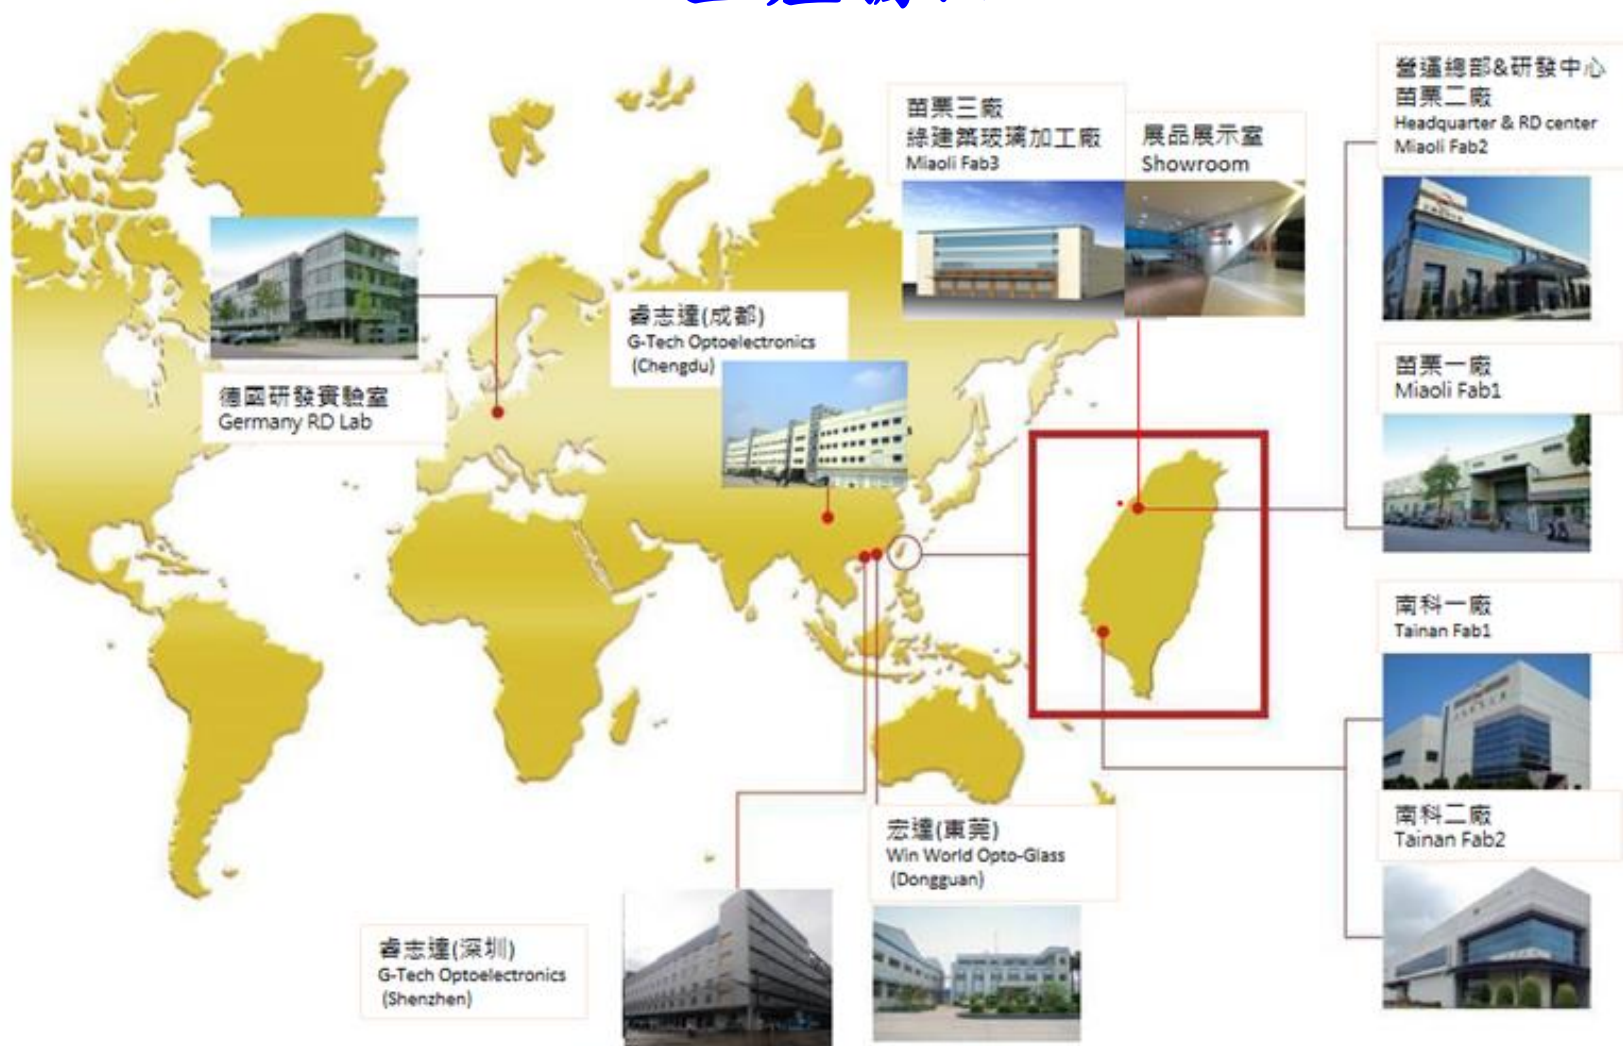 苗栗三廠
綠建築玻璃加工廠
Miaoli Fab3
展品展示室
Showroom
營運總部&研發中心
苗栗二廠
Headquarter & RD center
Miaoli Fab2
睿志達(成都)
G-Tech Optoelectronics
(Chengdu)
德國研發實驗室
Germany RD Lab
苗栗一廠
Miaoli Fab1
南科一廠
Tainan Fab1
南科二廠
Tainan Fab2
宏達(東莞)
Win World Opto-Glass
(Dongguan)
睿志達(深圳)
G-Tech Optoelectronics
(Shenzhen)